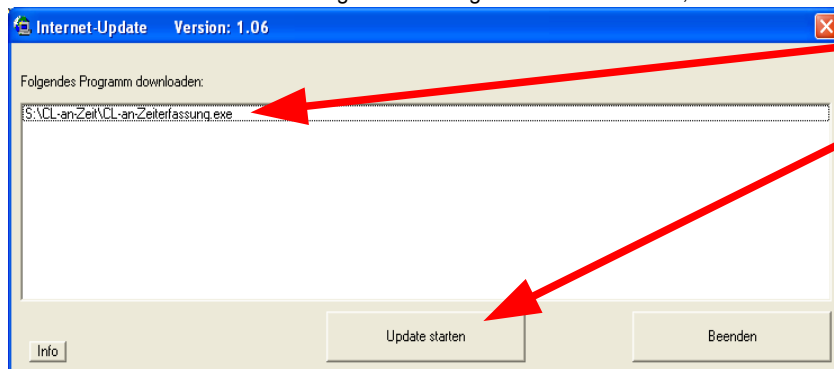 Internet-Update Version: 1.06
Folgendes Programm downloaden:
S:\CL-an-Zeit\CL-an-Zeiterfassung.exe
Update starten
Beenden
Info